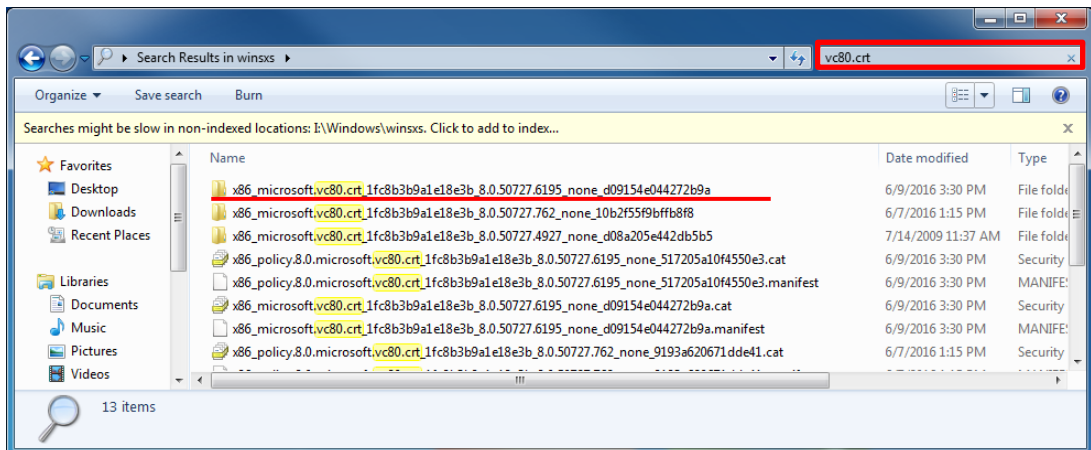 Search Results in winsxs
vc80.crt
Organize Save search Burn
Searches might be slow in non-indexed locations: I:\Windows\winsxs. Click to add to index...
Favorites
Desktop
Downloads
Recent Places
Libraries
Documents
Music
Pictures
Videos
Name Date modified Type
x86_microsoft.vc80.crt_1fc8b3b9a1e18e3b_8.0.50727.6195_none_d09154e044272b9a 6/9/2016 3:30 PM File folde
x86_microsoft.vc80.crt_1fc8b3b9a1e18e3b_8.0.50727.762_none_10b2f55f9bffb8f8 6/7/2016 1:15 PM File folde
x86_microsoft.vc80.crt_1fc8b3b9a1e18e3b_8.0.50727.4927_none_d08a205e442db5b5 7/14/2009 11:37 AM File folde
x86_policy.8.0.microsoft.vc80.crt_1fc8b3b9a1e18e3b_8.0.50727.6195_none_517205a10f4550e3.cat 6/9/2016 3:30 PM Security
x86_policy.8.0.microsoft.vc80.crt_1fc8b3b9a1e18e3b_8.0.50727.6195_none_517205a10f4550e3.manifest 6/9/2016 3:30 PM MANIFE
x86_microsoft.vc80.crt_1fc8b3b9a1e18e3b_8.0.50727.6195_none_d09154e044272b9a.cat 6/9/2016 3:30 PM Security
x86_microsoft.vc80.crt_1fc8b3b9a1e18e3b_8.0.50727.6195_none_d09154e044272b9a.manifest 6/9/2016 3:30 PM MANIFE
x86_policy.8.0.microsoft.vc80.crt_1fc8b3b9a1e18e3b_8.0.50727.762_none_9193a620671dde41.cat 6/7/2016 1:15 PM Security
13 items